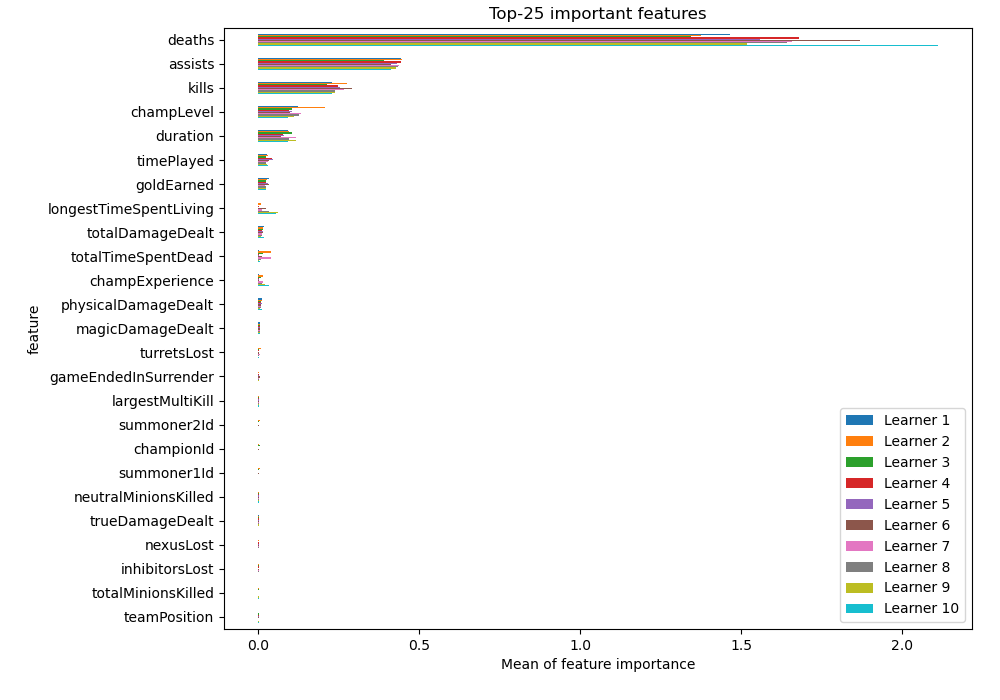 Top-25 important features
deaths
assists
kills
champLevel
duration
timePlayed
goldEarned
longestTimeSpentLiving
totalDamageDealt
totalTimeSpentDead
champExperience
physicalDamageDealt
magicDamageDealt
turretsLost
gameEndedInSurrender
largestMultiKill
summoner2Id
championId
summoner1Id
neutralMinionsKilled
trueDamageDealt
nexusLost
inhibitorsLost
totalMinionsKilled
teamPosition
feature
Learner 1
Learner 2
Learner 3
Learner 4
Learner 5
Learner 6
Learner 7
Learner 8
Learner 9
Learner 10
0.0 0.5 1.0 1.5 2.0
Mean of feature importance